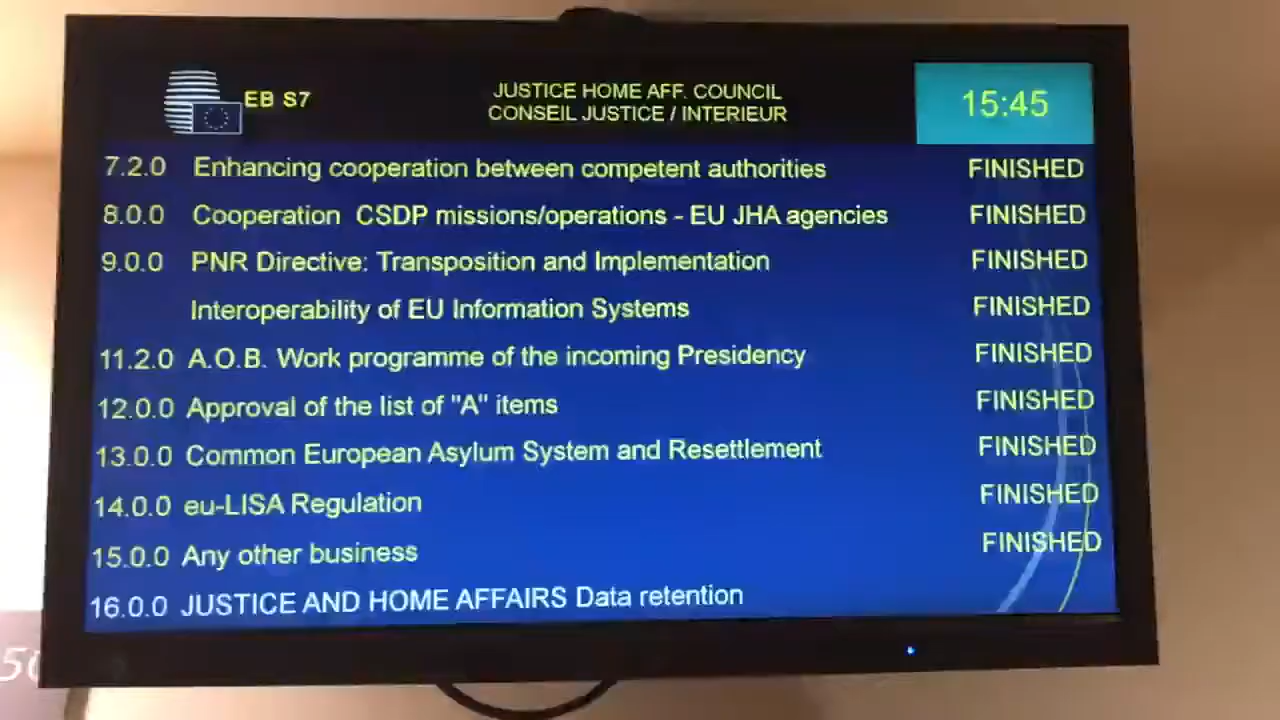 EB S7
JUSTICE HOME AFF. COUNCIL
CONSEIL JUSTICE / INTERIEUR
15:45
7.2.0 Enhancing cooperation between competent authorities FINISHED
8.0.0 Cooperation CSDP missions/operations - EU JHA agencies FINISHED
9.0.0 PNR Directive: Transposition and Implementation FINISHED
Interoperability of EU Information Systems FINISHED
11.2.0 A.O.B. Work programme of the incoming Presidency FINISHED
12.0.0 Approval of the list of "A" items FINISHED
13.0.0 Common European Asylum System and Resettlement FINISHED
14.0.0 eu-LISA Regulation FINISHED
15.0.0 Any other business FINISHED
16.0.0 JUSTICE AND HOME AFFAIRS Data retention